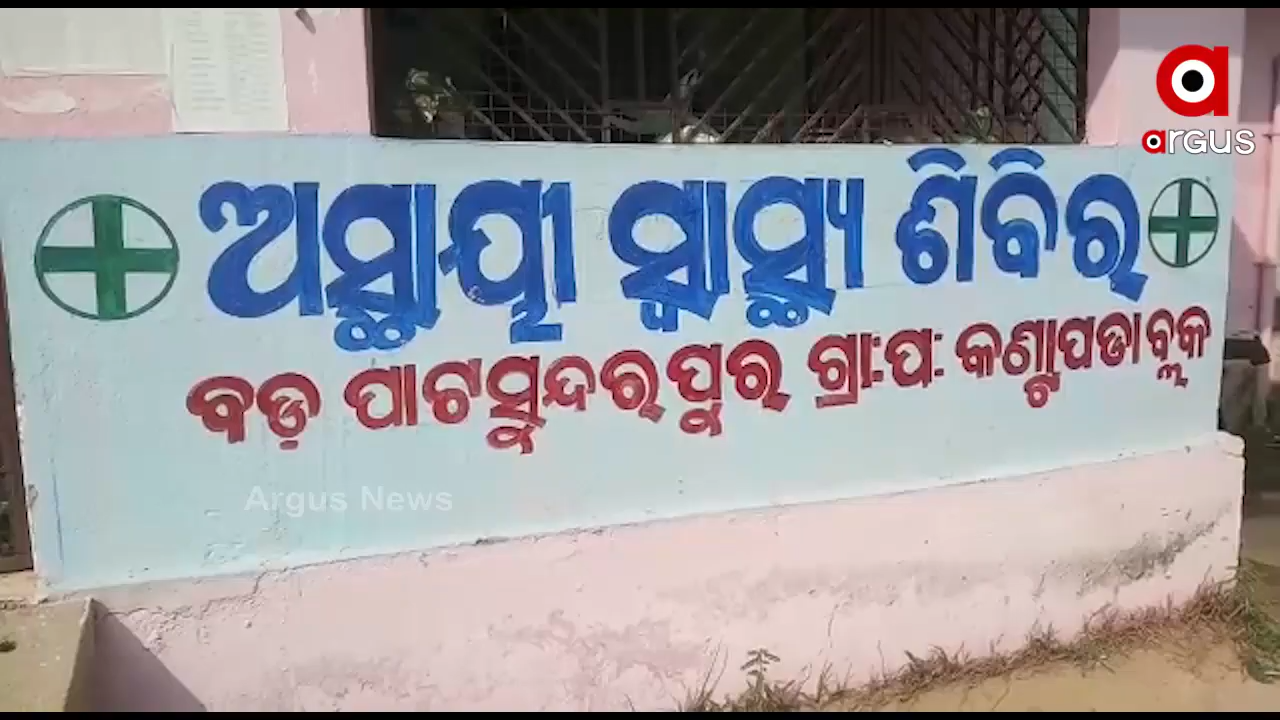 argus
ଅସ୍ଥାୟୀ ସ୍ୱାସ୍ଥ୍ୟ ଶିବିର
ବଡ଼ ପାଟସୁନ୍ଦରପୁର ଗ୍ରା:ପ: କଣ୍ଟାପଡା ବ୍ଲକ
Argus News